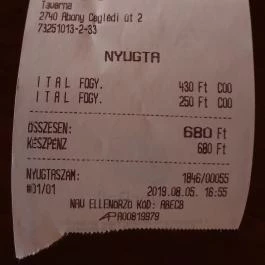 Taverna
2740 Abony Ceglédi út 2
73251013-2-33
NYUGTA
ITAL FOGY. 430 Ft C00
ITAL FOGY. 250 Ft C00
ÖSSZESEN: 680 Ft
KÉSZPÉNZ 680 Ft
NYUGTASZÁM: 1846/00055
#01/01 2019.08.05. 16:55
NAV ELLENŐRZŐ KÓD: A8EC8
AP A00819979